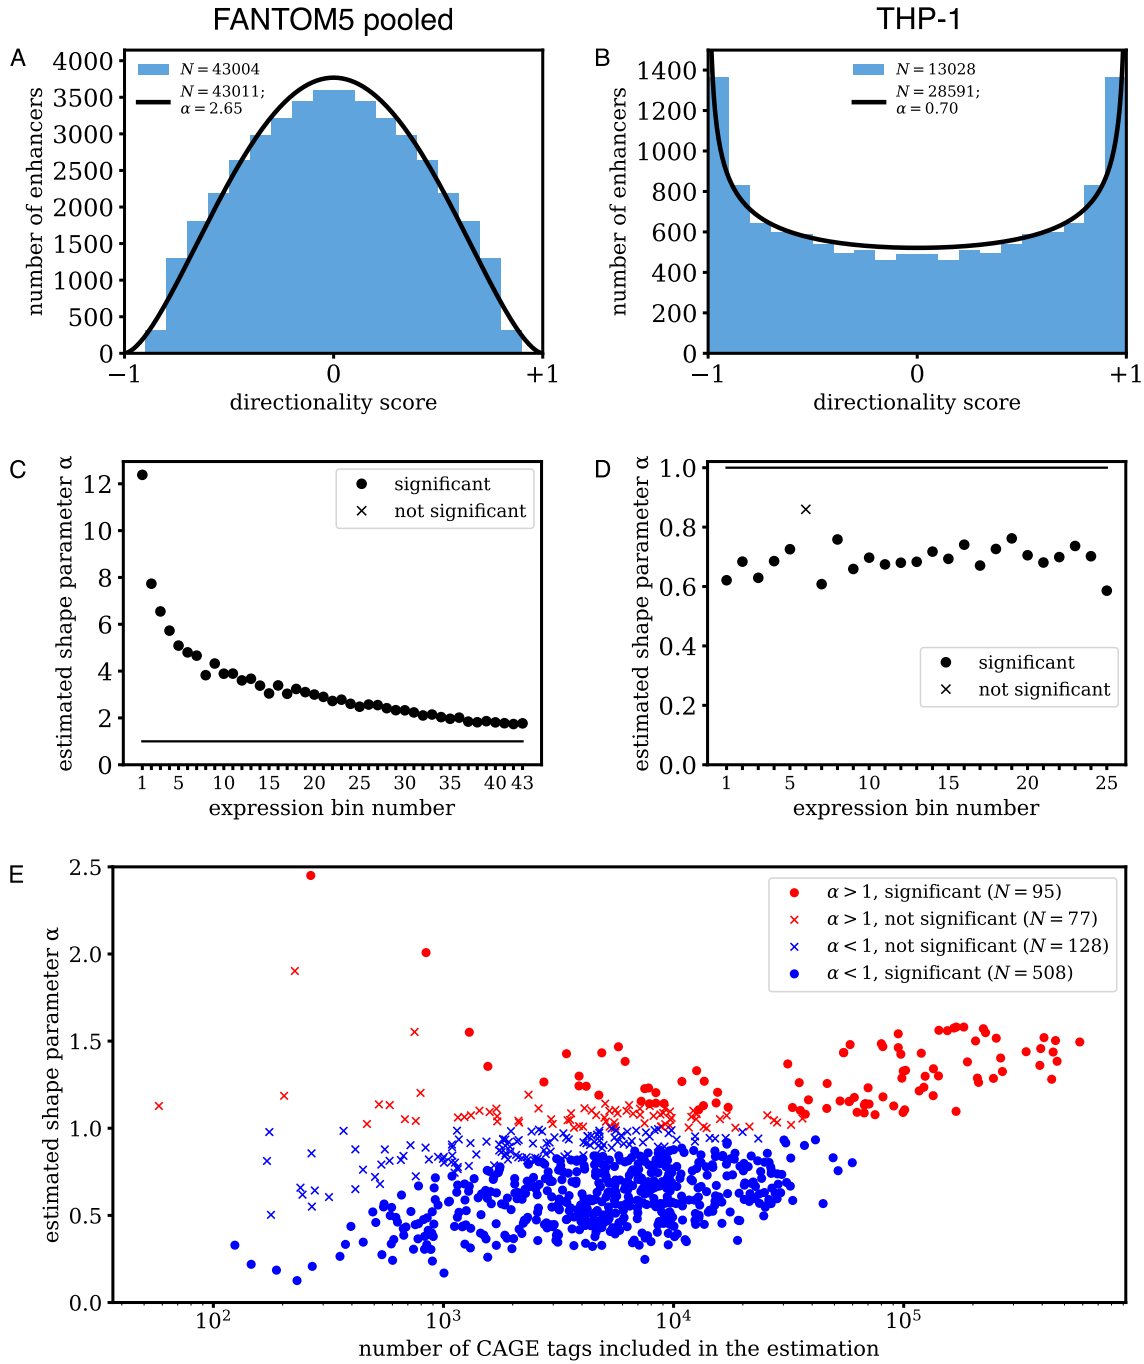 FANTOM5 pooled
THP-1
A
number of enhancers
4000
3500
3000
2500
2000
1500
1000
500
0
N = 43004
N = 43011;
α = 2.65
−1
0
+1
directionality score
B
number of enhancers
1400
1200
1000
800
600
400
200
0
N = 13028
N = 28591;
α = 0.70
−1
0
+1
directionality score
C
estimated shape parameter α
12
10
8
6
4
2
0
significant
not significant
1 5 10 15 20 25 30 35 40 43
expression bin number
D
estimated shape parameter α
1.0
0.8
0.6
0.4
0.2
0.0
significant
not significant
1 5 10 15 20 25
expression bin number
E
estimated shape parameter α
2.5
2.0
1.5
1.0
0.5
0.0
α > 1, significant (N = 95)
α > 1, not significant (N = 77)
α < 1, not significant (N = 128)
α < 1, significant (N = 508)
10² 10³ 10⁴ 10⁵
number of CAGE tags included in the estimation